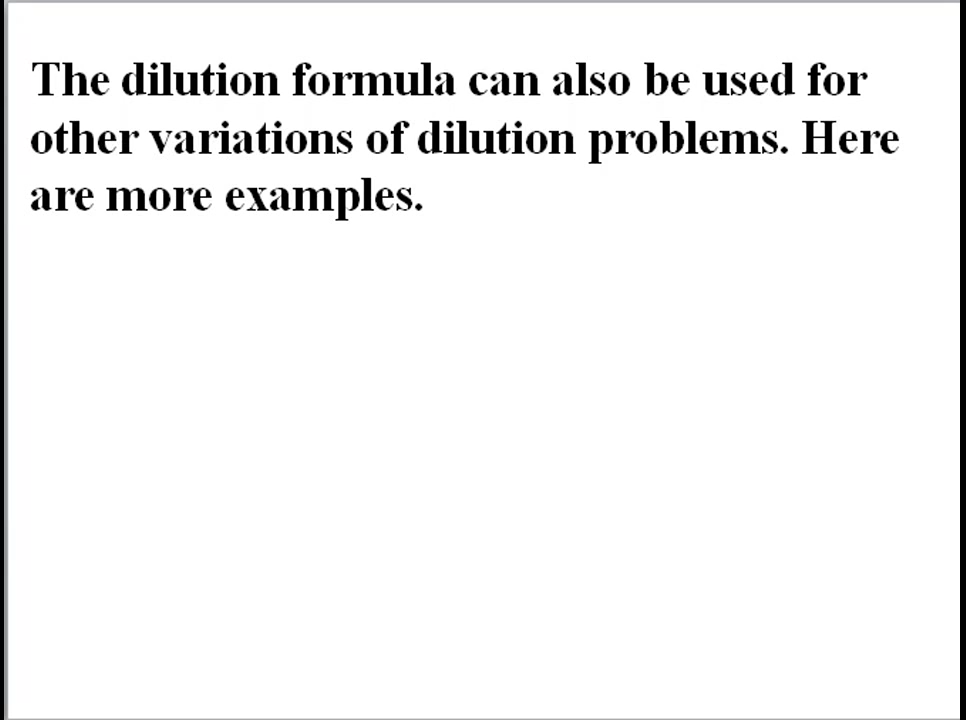 The dilution formula can also be used for
other variations of dilution problems. Here
are more examples.